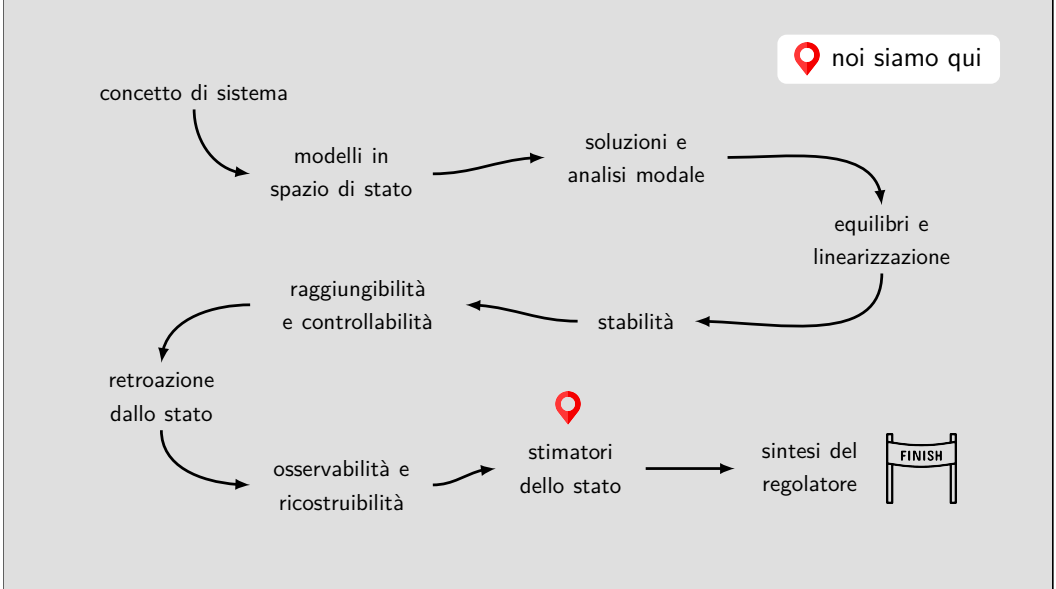 noi siamo qui
concetto di sistema
modelli in
spazio di stato
soluzioni e
analisi modale
equilibri e
linearizzazione
stabilità
raggiungibilità
e controllabilità
retroazione
dallo stato
osservabilità e
ricostruibilità
stimatori
dello stato
sintesi del
regolatore
FINISH